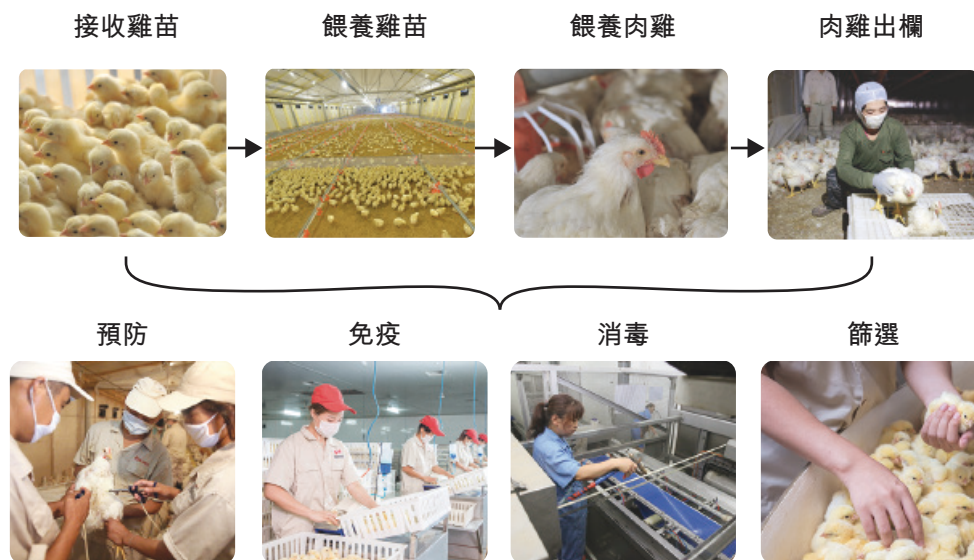 接收雞苗
餵養雞苗
餵養肉雞
肉雞出欄
預防
免疫
消毒
篩選